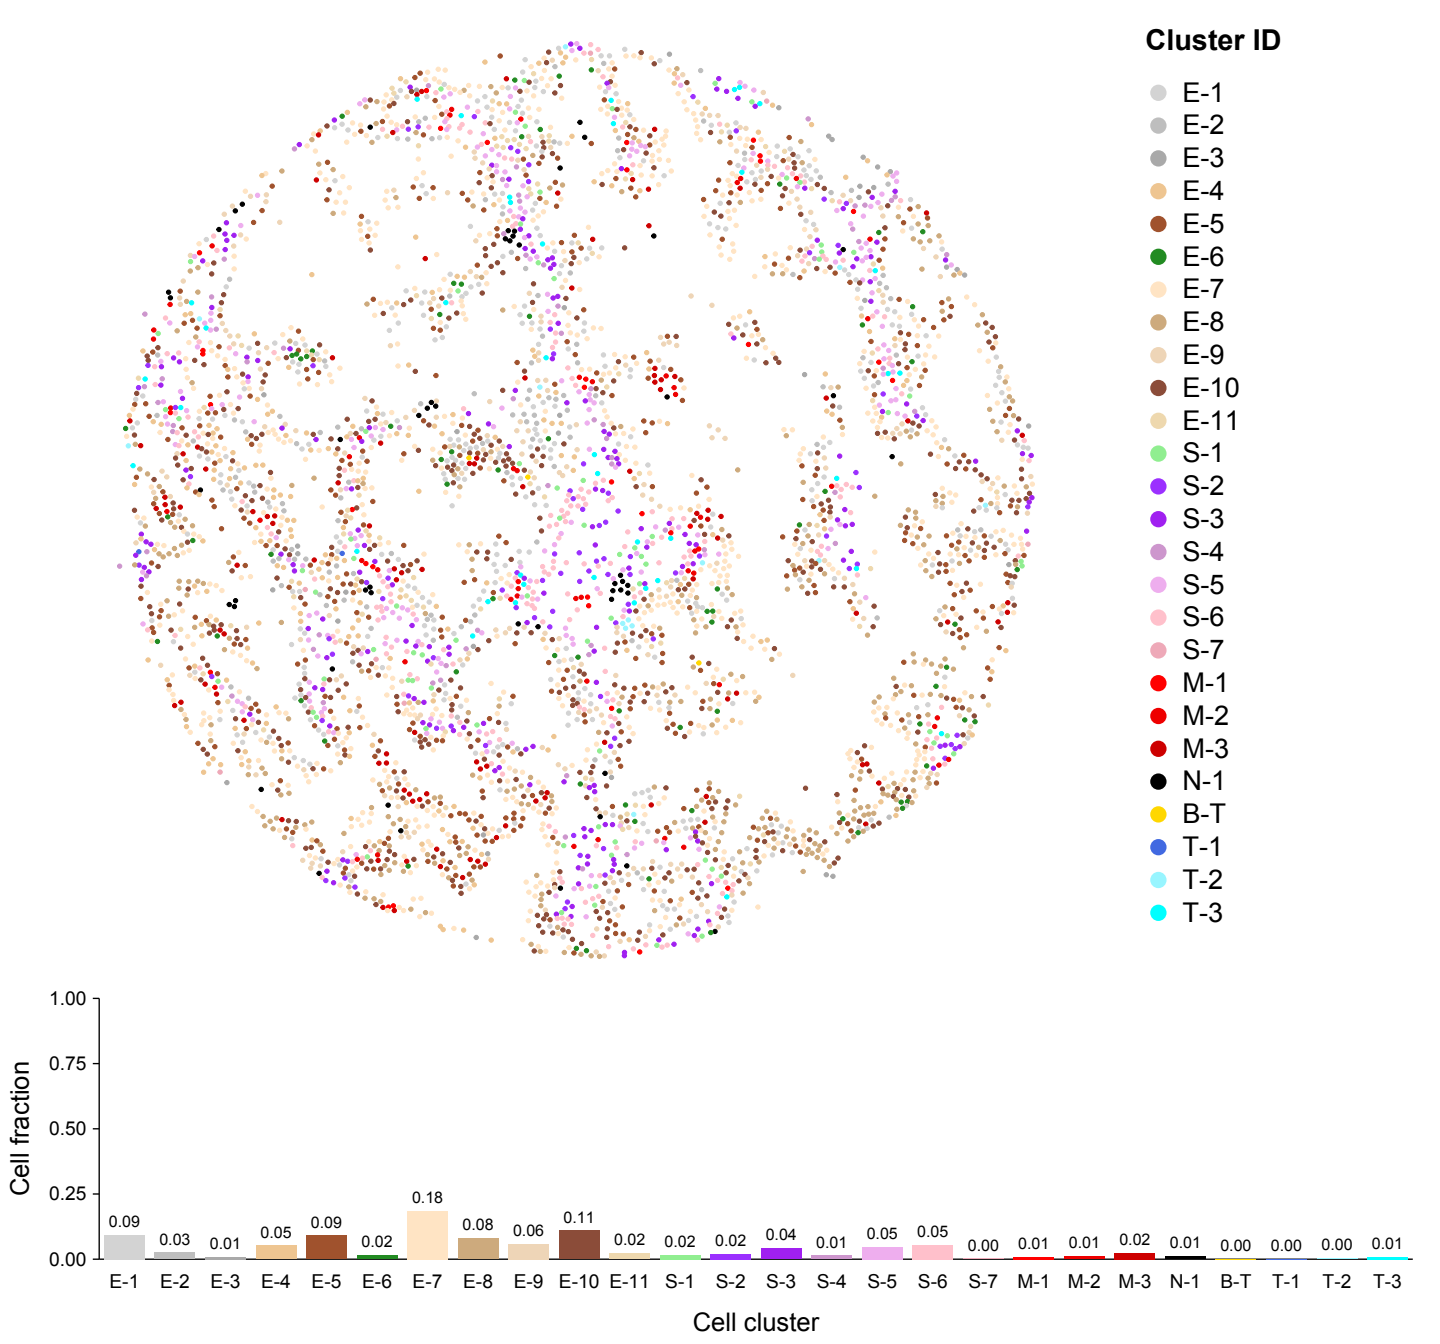 Cluster ID
E-1
E-2
E-3
E-4
E-5
E-6
E-7
E-8
E-9
E-10
E-11
S-1
S-2
S-3
S-4
S-5
S-6
S-7
M-1
M-2
M-3
N-1
B-T
T-1
T-2
T-3
Cell fraction
1.00
0.75
0.50
0.25
0.00
0.09 0.03 0.01 0.05 0.09 0.02 0.18 0.08 0.06 0.11 0.02 0.02 0.02 0.04 0.01 0.05 0.05 0.00 0.01 0.01 0.02 0.01 0.00 0.00 0.00 0.01
E-1 E-2 E-3 E-4 E-5 E-6 E-7 E-8 E-9 E-10 E-11 S-1 S-2 S-3 S-4 S-5 S-6 S-7 M-1 M-2 M-3 N-1 B-T T-1 T-2 T-3
Cell cluster